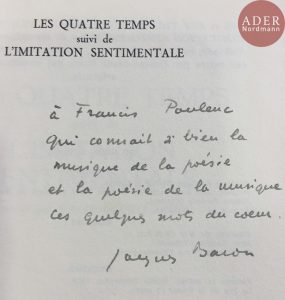 ADER
Nordmann
LES QUATRE TEMPS
suivi de
L'IMITATION SENTIMENTALE
à Francis Poulenc
qui connait si bien la
musique de la poésie
et la poésie de la musique
ces quelques mots du coeur.
Jacques Baron